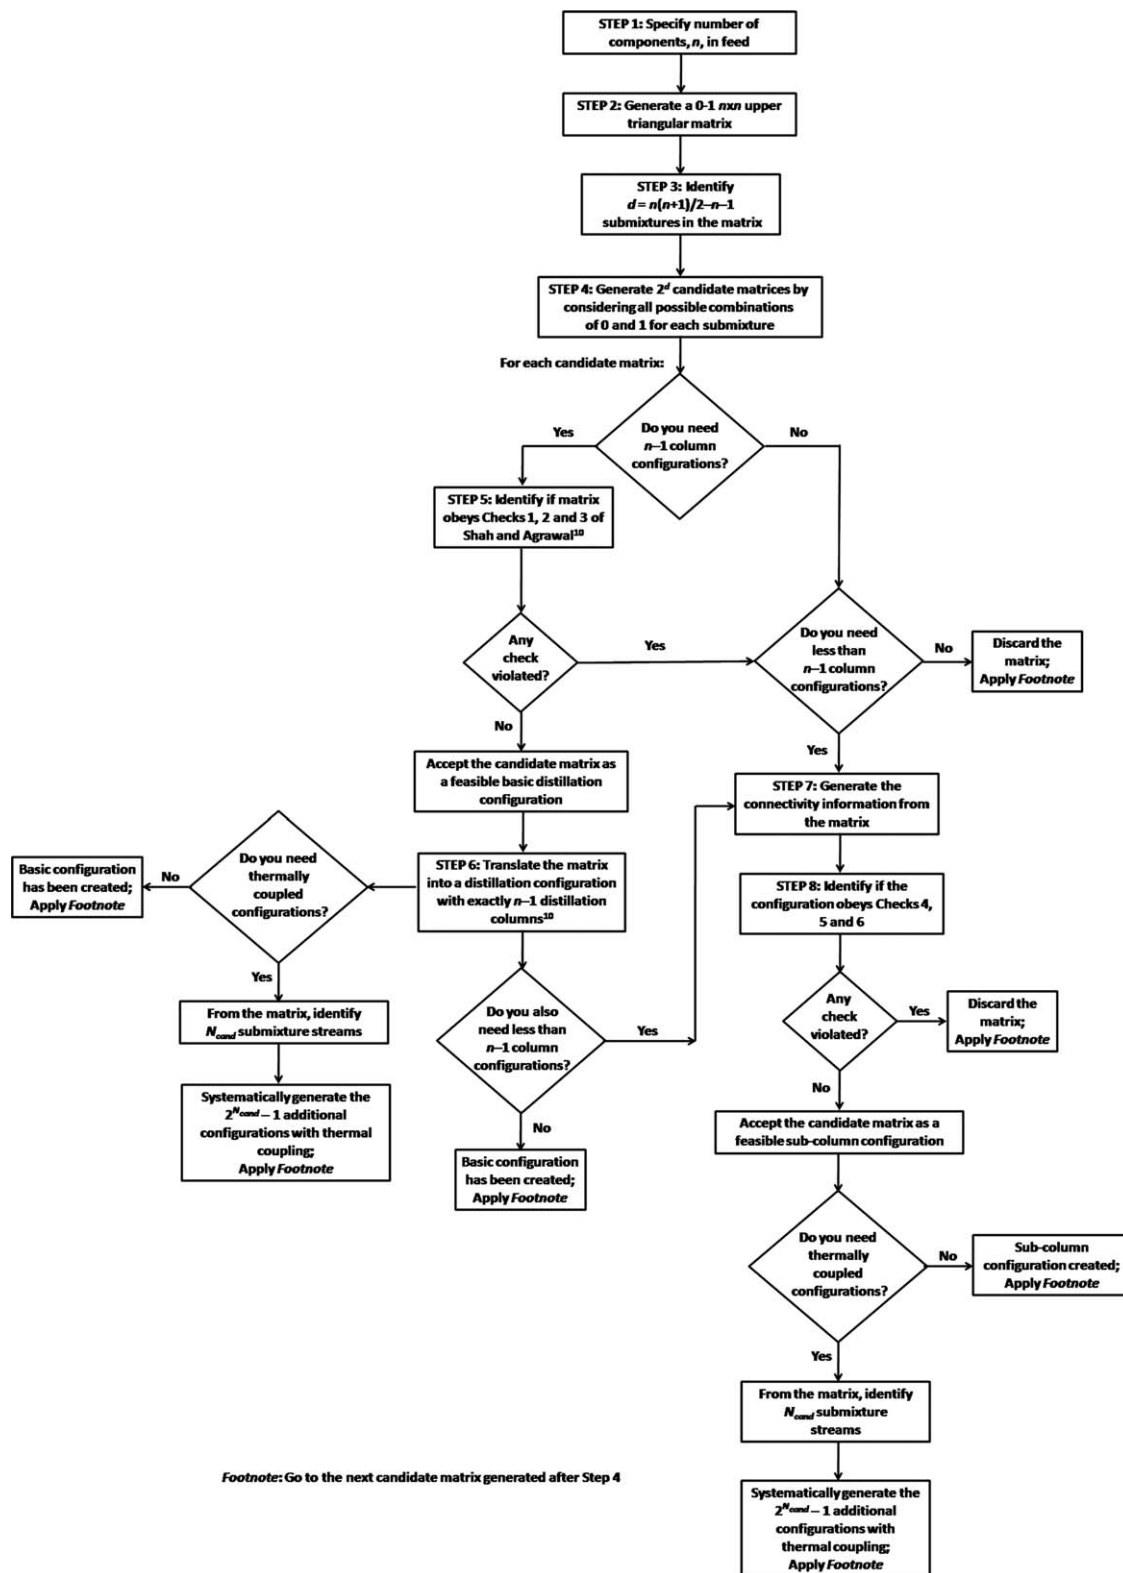 STEP 1: Specify number of
components, n, in feed
STEP 2: Generate a 0-1 nxn upper
triangular matrix
STEP 3: Identify
d = n(n+1)/2–n–1
submixtures in the matrix
STEP 4: Generate 2^d candidate matrices by
considering all possible combinations
of 0 and 1 for each submixture
For each candidate matrix:
Do you need
n–1 column
configurations?
Yes
No
STEP 5: Identify if matrix
obeys Checks 1, 2 and 3 of
Shah and Agrawal¹⁰
Any
check
violated?
Yes
No
Do you need
less than
n–1 column
configurations?
No
Discard the
matrix;
Apply Footnote
Yes
Accept the candidate matrix as
a feasible basic distillation
configuration
STEP 7: Generate the
connectivity information from
the matrix
STEP 6: Translate the matrix
into a distillation configuration
with exactly n–1 distillation
columns¹⁰
Do you need
thermally
coupled
configurations?
No
Basic configuration
has been created;
Apply Footnote
Yes
From the matrix, identify
N_cand submixture streams
Systematically generate the
2^N_cand – 1 additional
configurations with thermal
coupling;
Apply Footnote
Do you also
need less than
n–1 column
configurations?
Yes
No
Basic configuration
has been created;
Apply Footnote
STEP 8: Identify if the
configuration obeys Checks 4,
5 and 6
Any
check
violated?
Yes
Discard the
matrix;
Apply Footnote
No
Accept the candidate matrix as a
feasible sub-column configuration
Do you need
thermally
coupled
configurations?
No
Sub-column
configuration created;
Apply Footnote
Yes
From the matrix, identify
N_cand submixture
streams
Systematically generate the
2^N_cand – 1 additional
configurations with
thermal coupling;
Apply Footnote
Footnote: Go to the next candidate matrix generated after Step 4